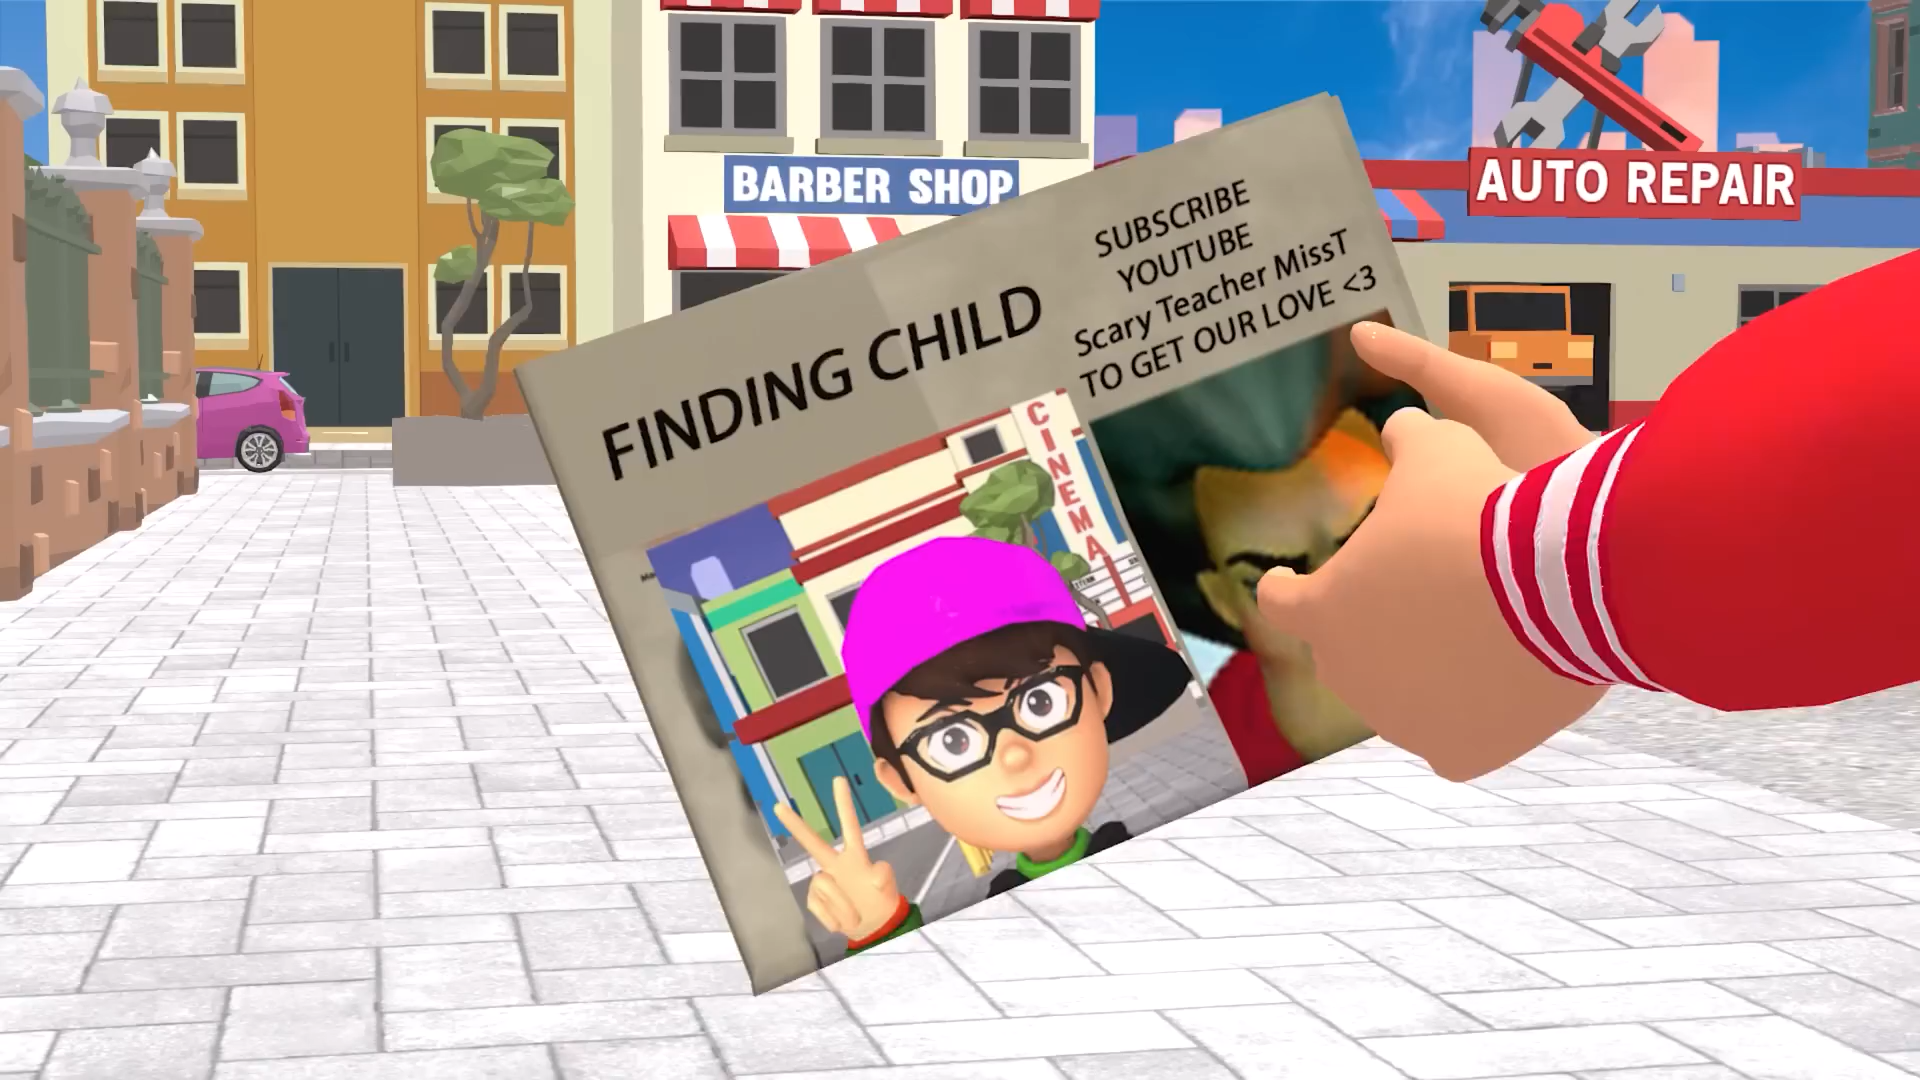 BARBER SHOP
AUTO REPAIR
FINDING CHILD
SUBSCRIBE
YOUTUBE
Scary Teacher MissT
TO GET OUR LOVE <3
CINEMA